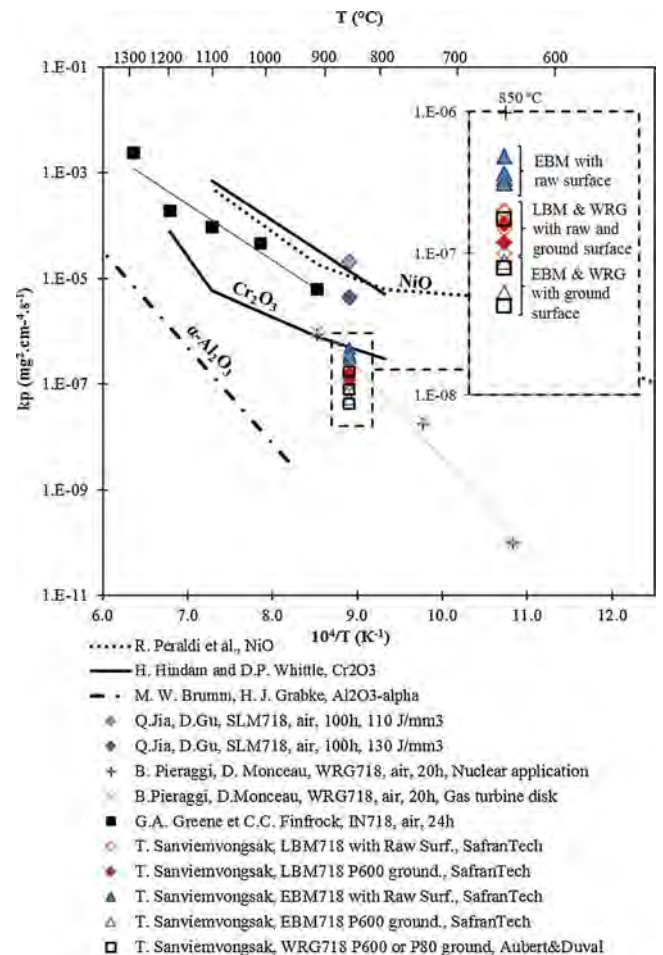 T (°C)
1300 1200 1100 1000 900 800 700 600
1.E-01
1.E-03
1.E-05
1.E-07
1.E-09
1.E-11
kp (mg².cm-⁴.s⁻¹)
850 °C
1.E-06
1.E-07
1.E-08
EBM with
raw surface
LBM & WRG
with raw and
ground surface
EBM & WRG
with ground
surface
NiO
Cr₂O₃
α-Al₂O₃
6.0 7.0 8.0 9.0 10.0 11.0 12.0
10⁴/T (K⁻¹)
R. Peraldi et al., NiO
H. Hindam and D.P. Whittle, Cr2O3
M. W. Brumm, H. J. Grabke, Al2O3-alpha
Q.Jia, D.Gu, SLM718, air, 100h, 110 J/mm3
Q.Jia, D.Gu, SLM718, air, 100h, 130 J/mm3
B. Pieraggi, D. Monceau, WRG718, air, 20h, Nuclear application
B.Pieraggi, D.Monceau, WRG718, air, 20h, Gas turbine disk
G.A. Greene et C.C. Finfrock, IN718, air, 24h
T. Sanviemvongsak, LBM718 with Raw Surf., SafranTech
T. Sanviemvongsak, LBM718 P600 ground., SafranTech
T. Sanviemvongsak, EBM718 with Raw Surf., SafranTech
T. Sanviemvongsak, EBM718 P600 ground., SafranTech
T. Sanviemvongsak, WRG718 P600 or P80 ground, Aubert&Duval